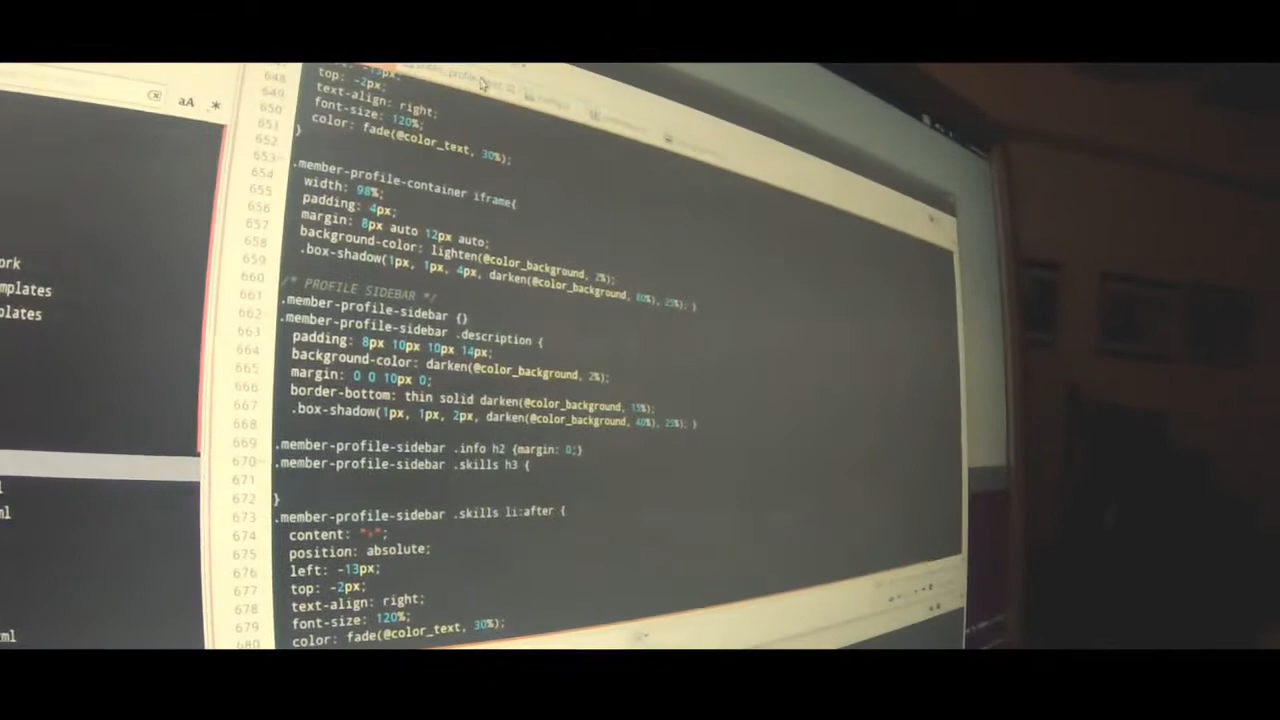 aA
.*
648
649
650
651
652
653
654
655
656
657
658
659
660
661
662
663
664
665
666
667
668
669
670
671
672
673
674
675
676
677
678
679
680
top: -2px;
text-align: right;
font-size: 120%;
color: fade(@color_text, 30%);
}
.member-profile-container iframe{
width: 98%;
padding: 4px;
margin: 8px auto 12px auto;
background-color: lighten(@color_background, 2%);
.box-shadow(1px, 1px, 4px, darken(@color_background, 80%), 25%); }
/* PROFILE SIDEBAR */
.member-profile-sidebar {}
.member-profile-sidebar .description {
padding: 8px 10px 10px 14px;
background-color: darken(@color_background, 2%);
margin: 0 0 10px 0;
border-bottom: thin solid darken(@color_background, 15%);
.box-shadow(1px, 1px, 2px, darken(@color_background, 40%), 25%); }
.member-profile-sidebar .info h2 {margin: 0;}
.member-profile-sidebar .skills h3 {
}
.member-profile-sidebar .skills li:after {
content:
position: absolute;
left: -13px;
top: -2px;
text-align: right;
font-size: 120%;
color: fade(@color_text, 30%);